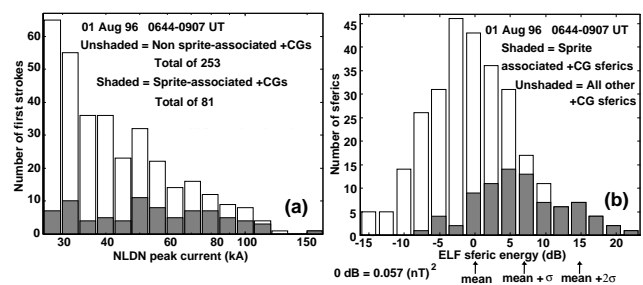 01 Aug 96 0644-0907 UT
Unshaded = Non sprite-associated +CGs
Total of 253
Shaded = Sprite-associated +CGs
Total of 81
(a)
Number of first strokes
60
50
40
30
20
10
0
30 40 60 80 100 150
NLDN peak current (kA)
01 Aug 96 0644-0907 UT
Shaded = Sprite
associated +CG sferics
Unshaded = All other
+CG sferics
(b)
Number of sferics
45
40
35
30
25
20
15
10
5
0
-15 -10 -5 0 5 10 15 20
ELF sferic energy (dB)
0 dB = 0.057 (nT)²
mean mean + σ mean +2σ